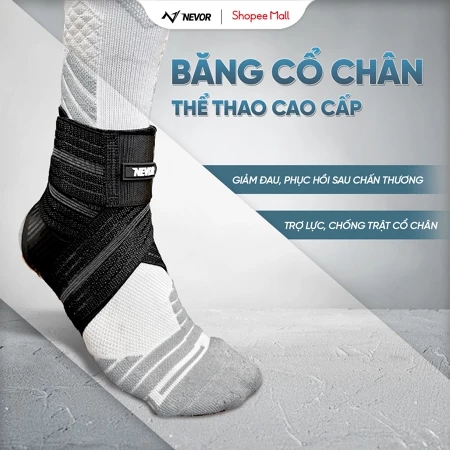 NEVOR
Shopee Mall
BĂNG CỔ CHÂN
THỂ THAO CAO CẤP
NEVOR
GIẢM ĐAU, PHỤC HỒI SAU CHẤN THƯƠNG
TRỢ LỰC, CHỐNG TRẬT CỔ CHÂN